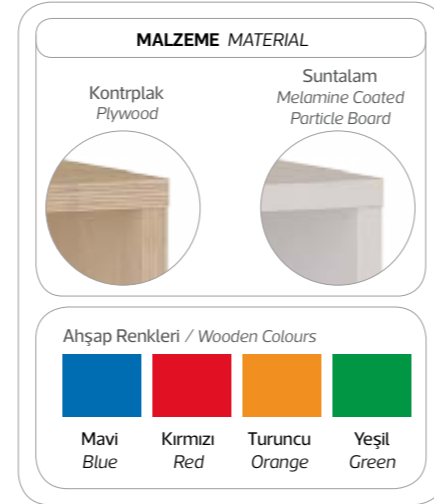 MALZEME MATERIAL
Kontrplak
Plywood
Suntalam
Melamine Coated
Particle Board
Ahşap Renkleri / Wooden Colours
Mavi
Blue
Kırmızı
Red
Turuncu
Orange
Yeşil
Green